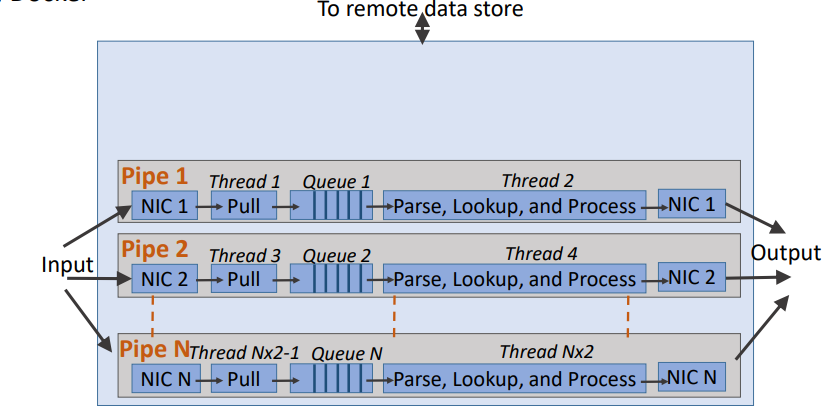 To remote data store
Pipe 1
Thread 1
Queue 1
Thread 2
NIC 1
Pull
Parse, Lookup, and Process
NIC 1
Pipe 2
Thread 3
Queue 2
Thread 4
Input
NIC 2
Pull
Parse, Lookup, and Process
NIC 2
Output
Pipe N
Thread Nx2-1
Queue N
Thread Nx2
NIC N
Pull
Parse, Lookup, and Process
NIC N